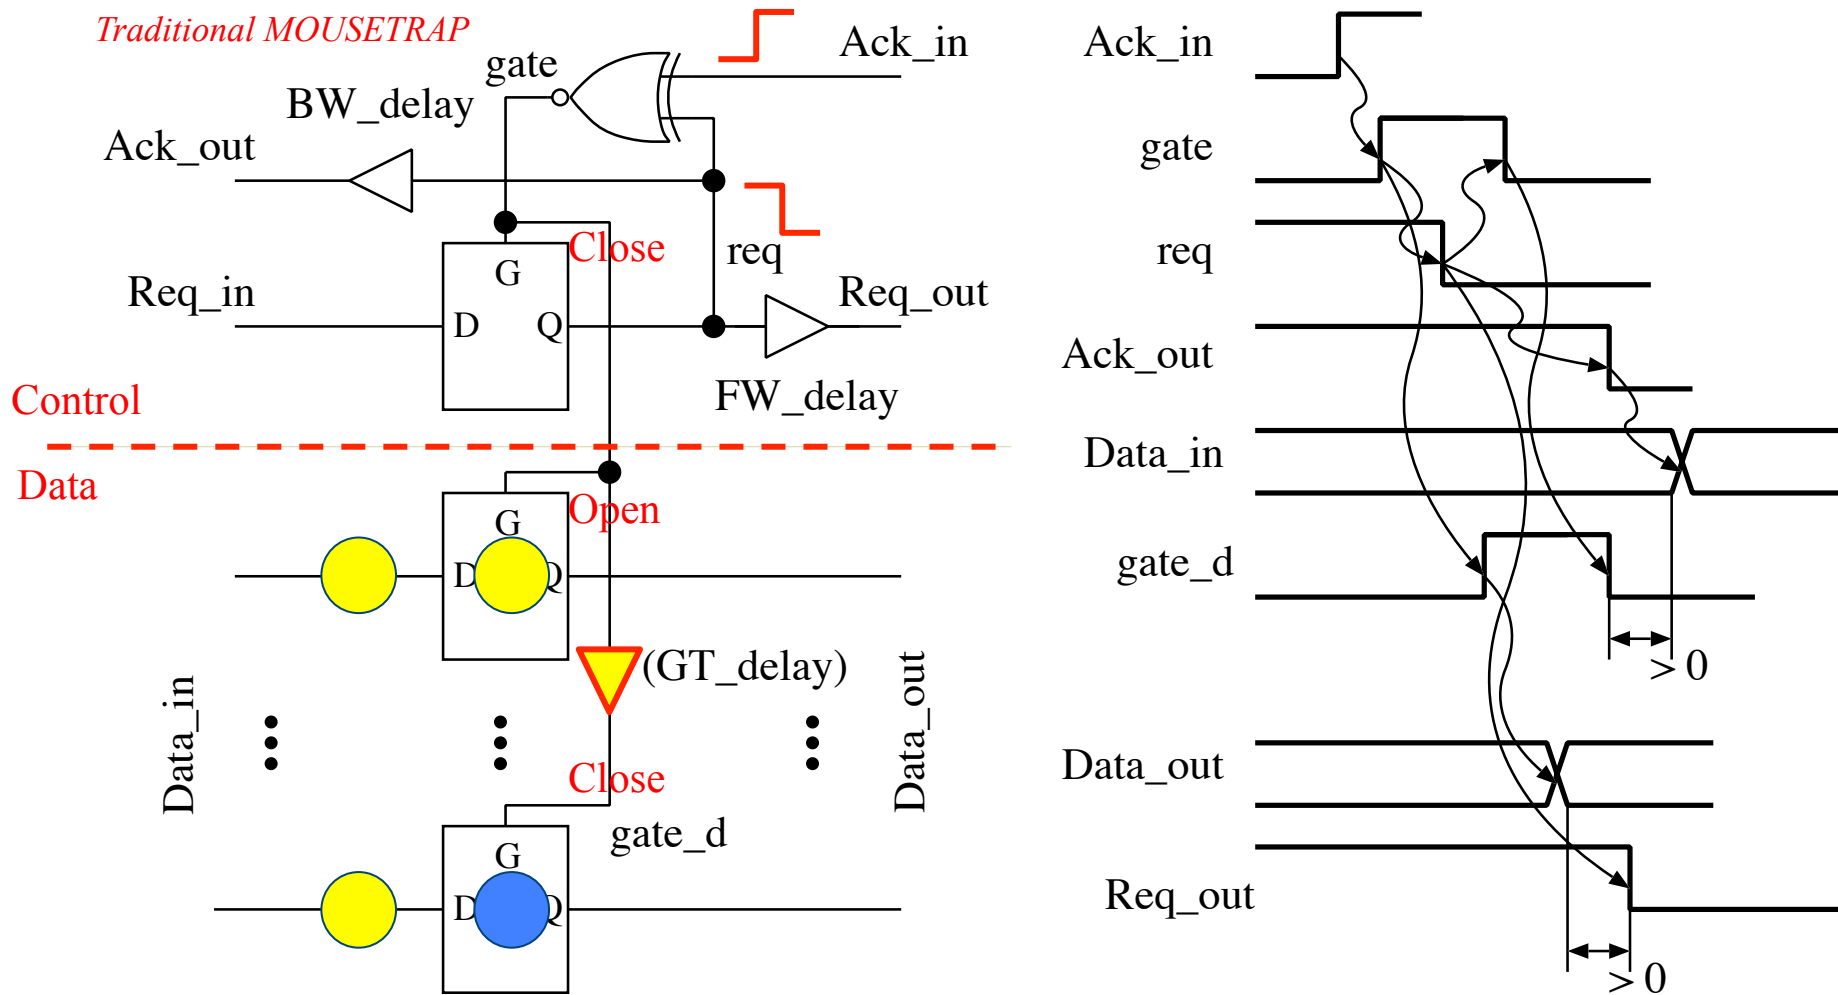 Traditional MOUSETRAP
gate
Ack_in
BW_delay
Ack_out
Close
req
G
Req_in
D
Q
Req_out
FW_delay
Control
Data
G
Open
D
Q
(GT_delay)
Data_in
Data_out
Close
gate_d
G
D
Q
Ack_in
gate
req
Ack_out
Data_in
gate_d
> 0
Data_out
Req_out
> 0